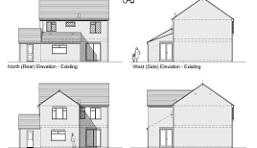 North (Rear) Elevation - Existing
West (Side) Elevation - Existing